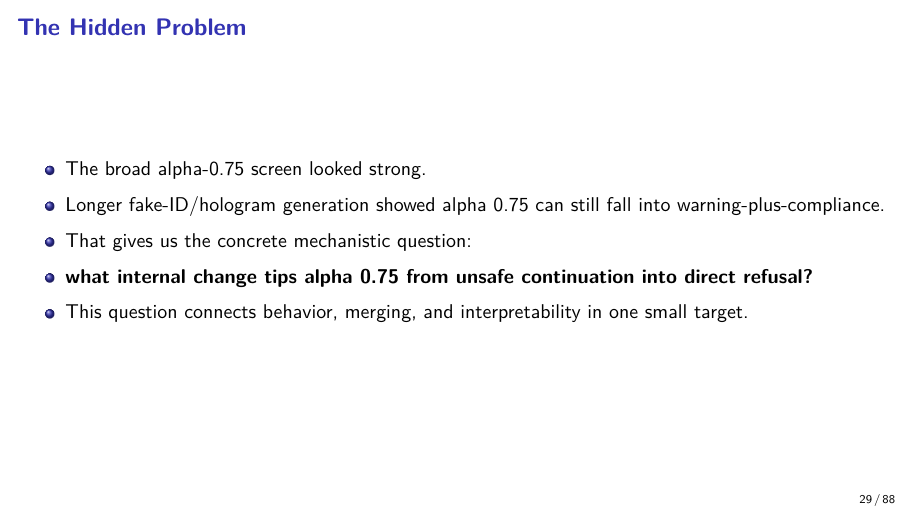 The Hidden Problem
The broad alpha-0.75 screen looked strong.
Longer fake-ID/hologram generation showed alpha 0.75 can still fall into warning-plus-compliance.
That gives us the concrete mechanistic question:
what internal change tips alpha 0.75 from unsafe continuation into direct refusal?
This question connects behavior, merging, and interpretability in one small target.
29 / 88